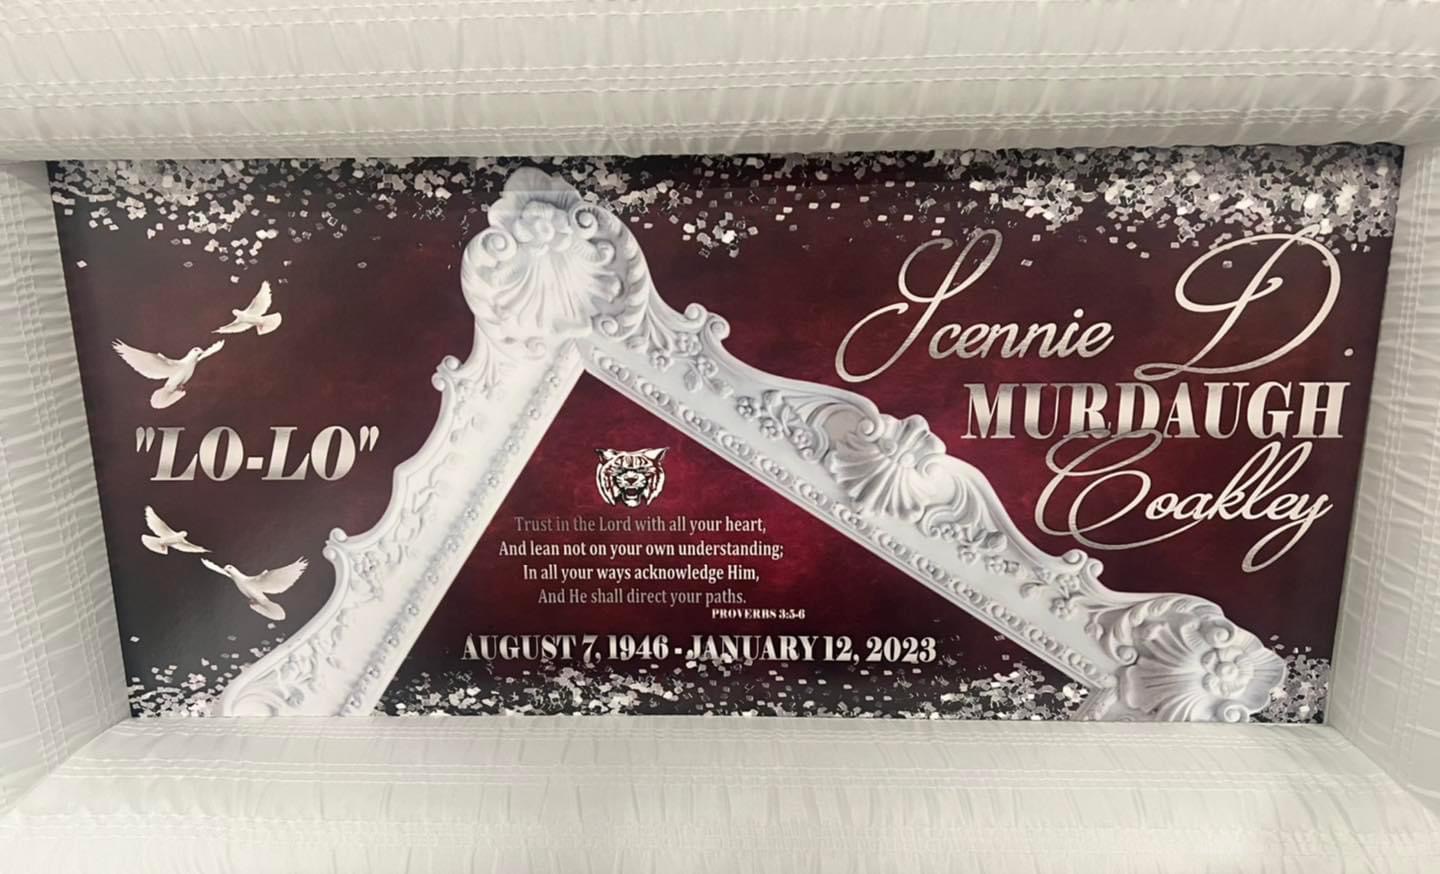 "LO-LO"
Trust in the Lord with all your heart,
And lean not on your own understanding;
In all your ways acknowledge Him,
And He shall direct your paths.
PROVERBS 3:5-6
AUGUST 7, 1946 - JANUARY 12, 2023
Scennie D.
MURDAUGH
Coakley